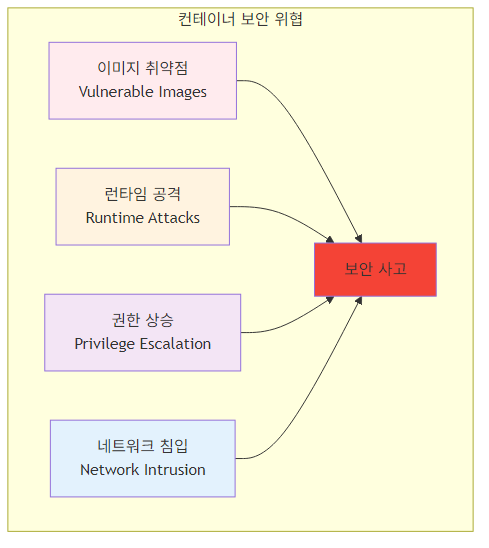 컨테이너 보안 위협
이미지 취약점
Vulnerable Images
런타임 공격
Runtime Attacks
보안 사고
권한 상승
Privilege Escalation
네트워크 침입
Network Intrusion